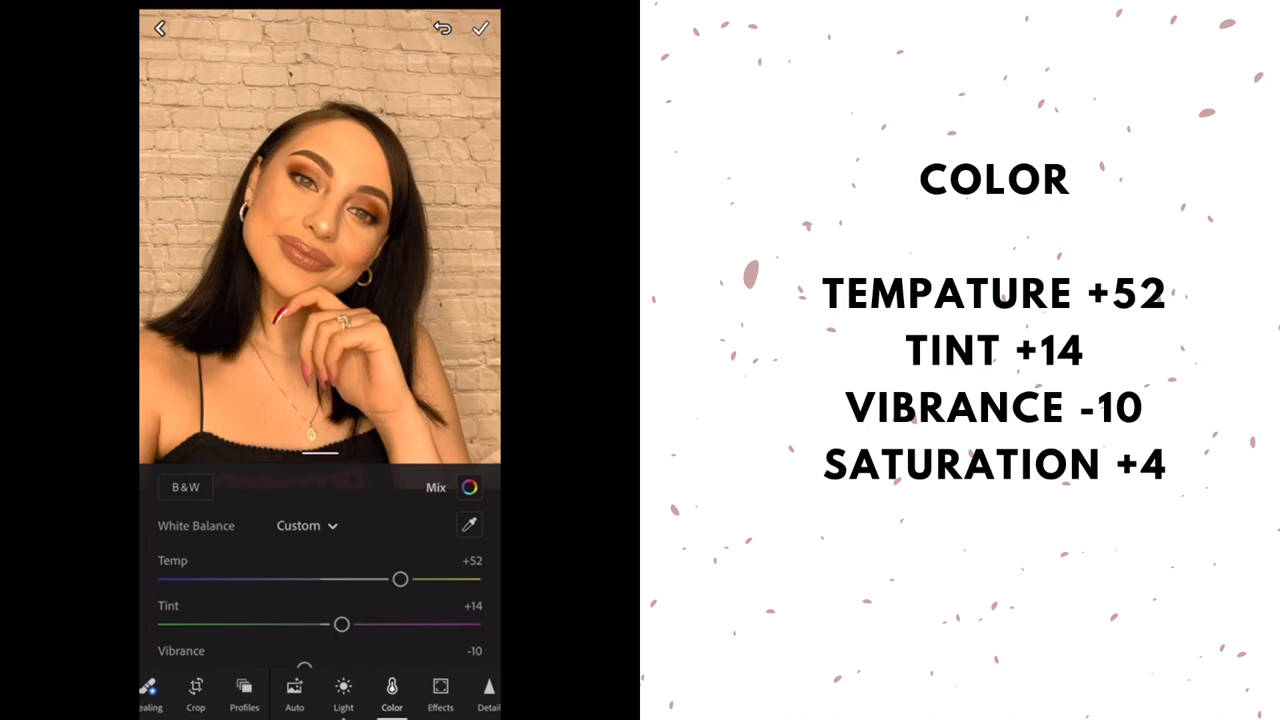 B&W
Mix
White Balance Custom
Temp +52
Tint +14
Vibrance -10
ealing Crop Profiles Auto Light Color Effects Detail
COLOR
TEMPATURE +52
TINT +14
VIBRANCE -10
SATURATION +4